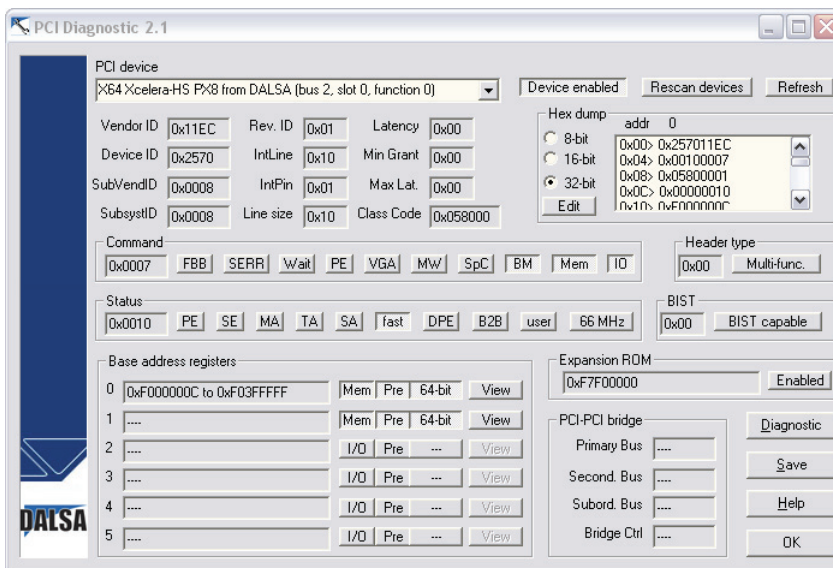 PCI Diagnostic 2.1
PCI device
X64 Xcelera-HS PX8 from DALSA (bus 2, slot 0, function 0)
Device enabled Rescan devices Refresh
Vendor ID 0x11EC Rev. ID 0x01 Latency 0x00
Device ID 0x2570 IntLine 0x10 Min Grant 0x00
SubVendID 0x0008 IntPin 0x01 Max Lat. 0x00
SubsystID 0x0008 Line size 0x10 Class Code 0x058000
Hex dump addr 0
8-bit
16-bit
32-bit
Edit
0x00> 0x257011EC
0x04> 0x00100007
0x08> 0x05800001
0x0C> 0x00000010
0x10> 0xF000000C
Command
0x0007 FBB SERR Wait PE VGA MW SpC BM Mem IO
Header type
0x00 Multi-func.
Status
0x0010 PE SE MA TA SA fast DPE B2B user 66 MHz
BIST
0x00 BIST capable
Base address registers
0 0xF000000C to 0xF03FFFFF Mem Pre 64-bit View
1 ---- Mem Pre 64-bit View
2 ---- I/O Pre --- View
3 ---- I/O Pre --- View
4 ---- I/O Pre --- View
5 ---- I/O Pre --- View
Expansion ROM
0xF7F00000 Enabled
PCI-PCI bridge
Primary Bus ----
Second. Bus ----
Subord. Bus ----
Bridge Ctrl ----
Diagnostic
Save
Help
OK
DALSA